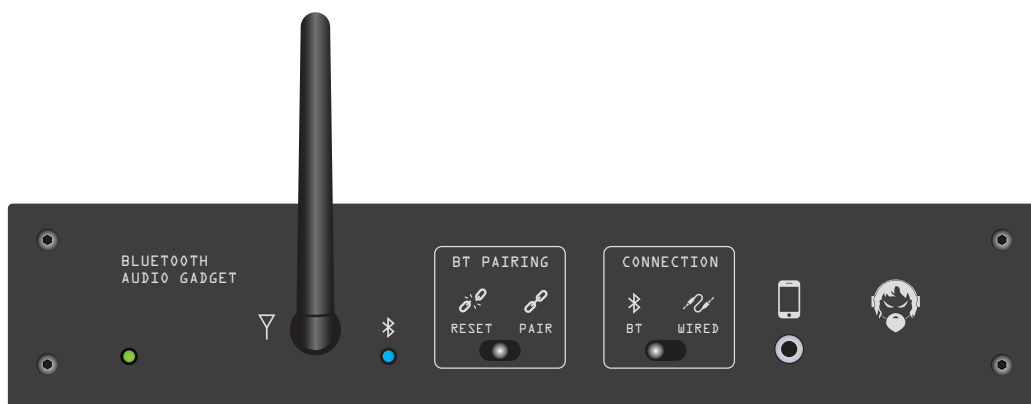 BLUETOOTH
AUDIO GADGET
BT PAIRING
RESET PAIR
CONNECTION
BT WIRED